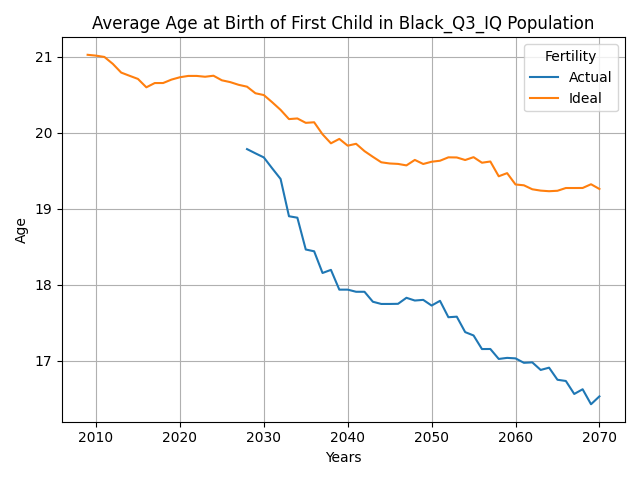 Average Age at Birth of First Child in Black_Q3_IQ Population
Fertility
Actual
Ideal
21
20
19
18
17
Age
2010 2020 2030 2040 2050 2060 2070
Years